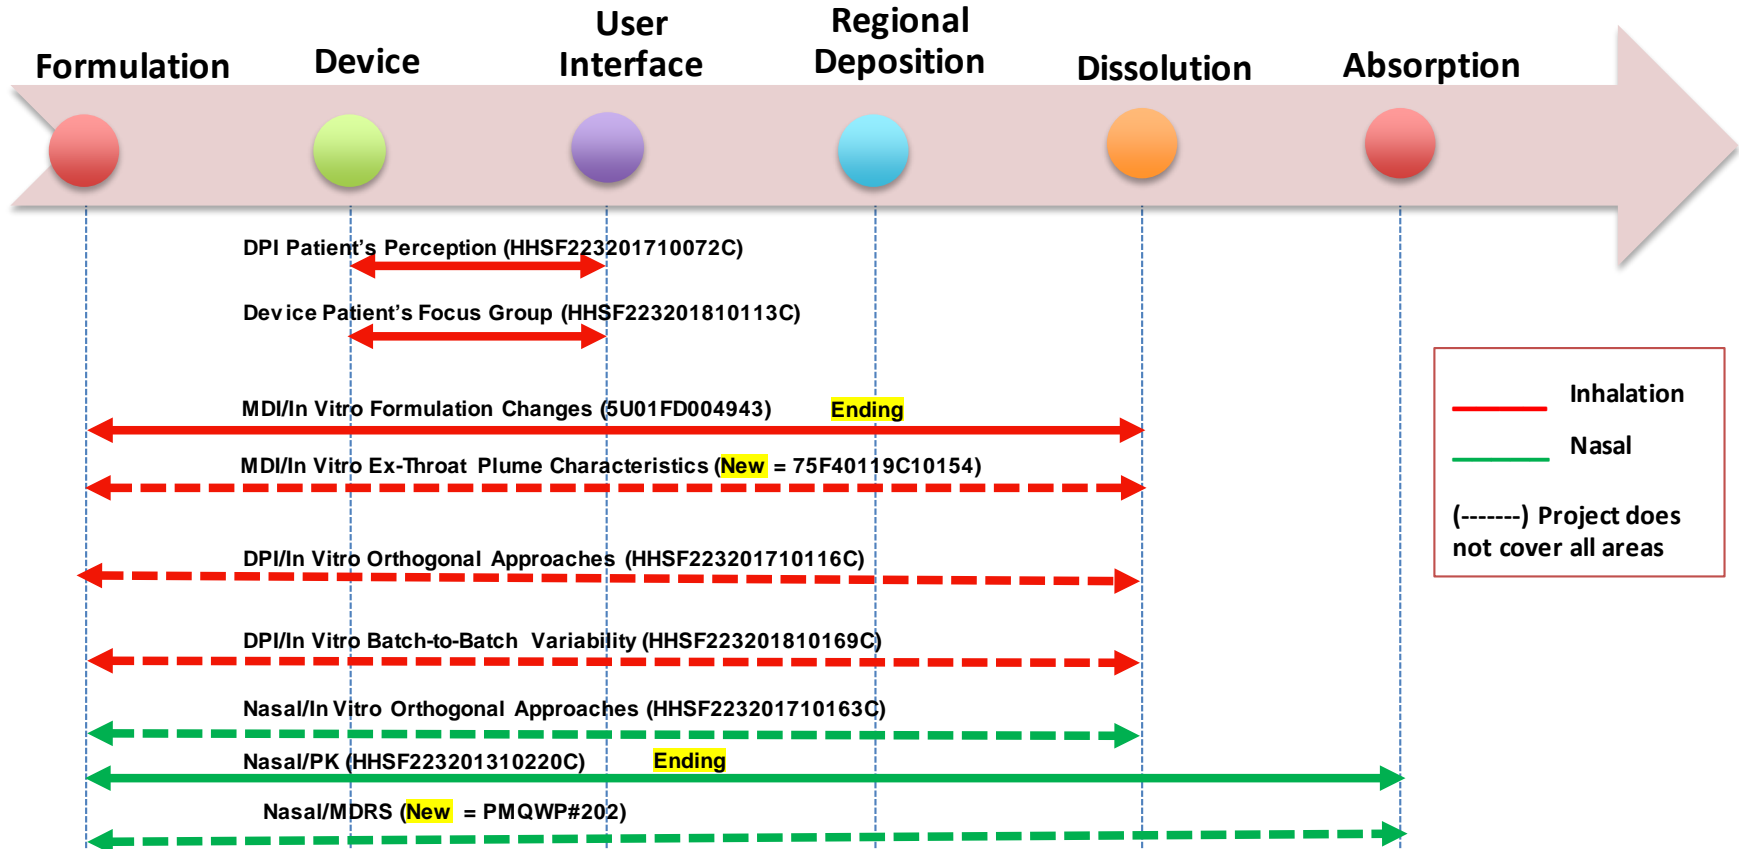 Formulation
Device
User
Interface
Regional
Deposition
Dissolution
Absorption
DPI Patient's Perception (HHSF223201710072C)
Device Patient's Focus Group (HHSF223201810113C)
MDI/In Vitro Formulation Changes (5U01FD004943) Ending
MDI/In Vitro Ex-Throat Plume Characteristics (New = 75F40119C10154)
DPI/In Vitro Orthogonal Approaches (HHSF223201710116C)
DPI/In Vitro Batch-to-Batch Variability (HHSF223201810169C)
Nasal/In Vitro Orthogonal Approaches (HHSF223201710163C)
Nasal/PK (HHSF223201310220C) Ending
Nasal/MDRS (New = PMQWP#202)
Inhalation
Nasal
(-------) Project does
not cover all areas